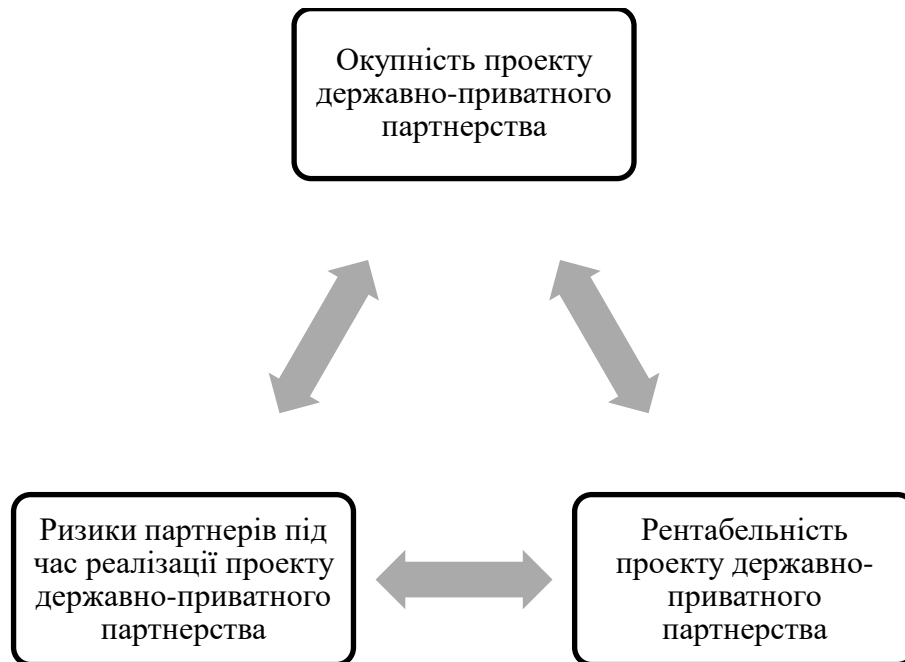 Окупність проекту
державно-приватного
партнерства
Ризики партнерів під
час реалізації проекту
державно-приватного
партнерства
Рентабельність
проекту державно-
приватного
партнерства